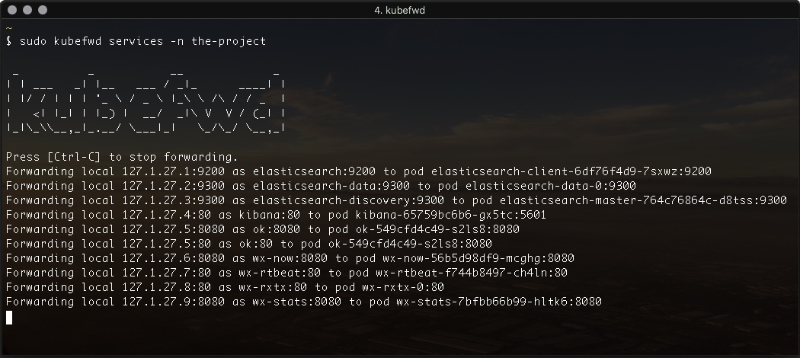 4. kubefwd
~
$ sudo kubefwd services -n the-project
kubefwd
Press [Ctrl-C] to stop forwarding.
Forwarding local 127.1.27.1:9200 as elasticsearch:9200 to pod elasticsearch-client-6df76f4d9-7sxwz:9200
Forwarding local 127.1.27.2:9300 as elasticsearch-data:9300 to pod elasticsearch-data-0:9300
Forwarding local 127.1.27.3:9300 as elasticsearch-discovery:9300 to pod elasticsearch-master-764c76864c-d8tss:9300
Forwarding local 127.1.27.4:80 as kibana:80 to pod kibana-65759bc6b6-gx5tc:5601
Forwarding local 127.1.27.5:8080 as ok:8080 to pod ok-549cfd4c49-s2ls8:8080
Forwarding local 127.1.27.5:80 as ok:80 to pod ok-549cfd4c49-s2ls8:8080
Forwarding local 127.1.27.6:8080 as wx-now:8080 to pod wx-now-56b5d98df9-mcghg:8080
Forwarding local 127.1.27.7:80 as wx-rtbeat:80 to pod wx-rtbeat-f744b8497-ch4ln:80
Forwarding local 127.1.27.8:80 as wx-rxtx:80 to pod wx-rxtx-0:80
Forwarding local 127.1.27.9:8080 as wx-stats:8080 to pod wx-stats-7bfbb66b99-hltk6:8080